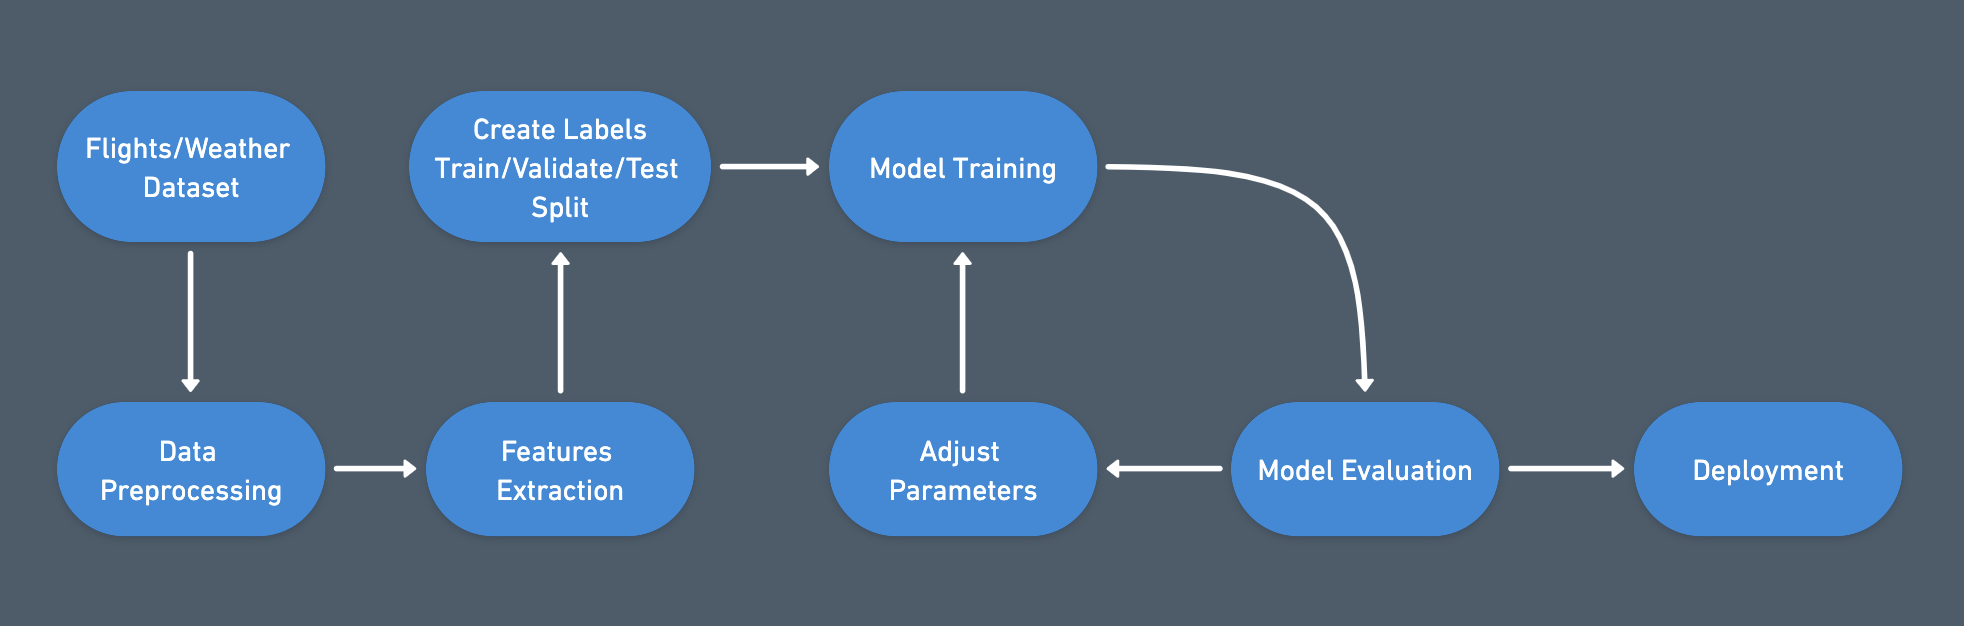 Flights/Weather
Dataset
Create Labels
Train/Validate/Test
Split
Model Training
Data
Preprocessing
Features
Extraction
Adjust
Parameters
Model Evaluation
Deployment